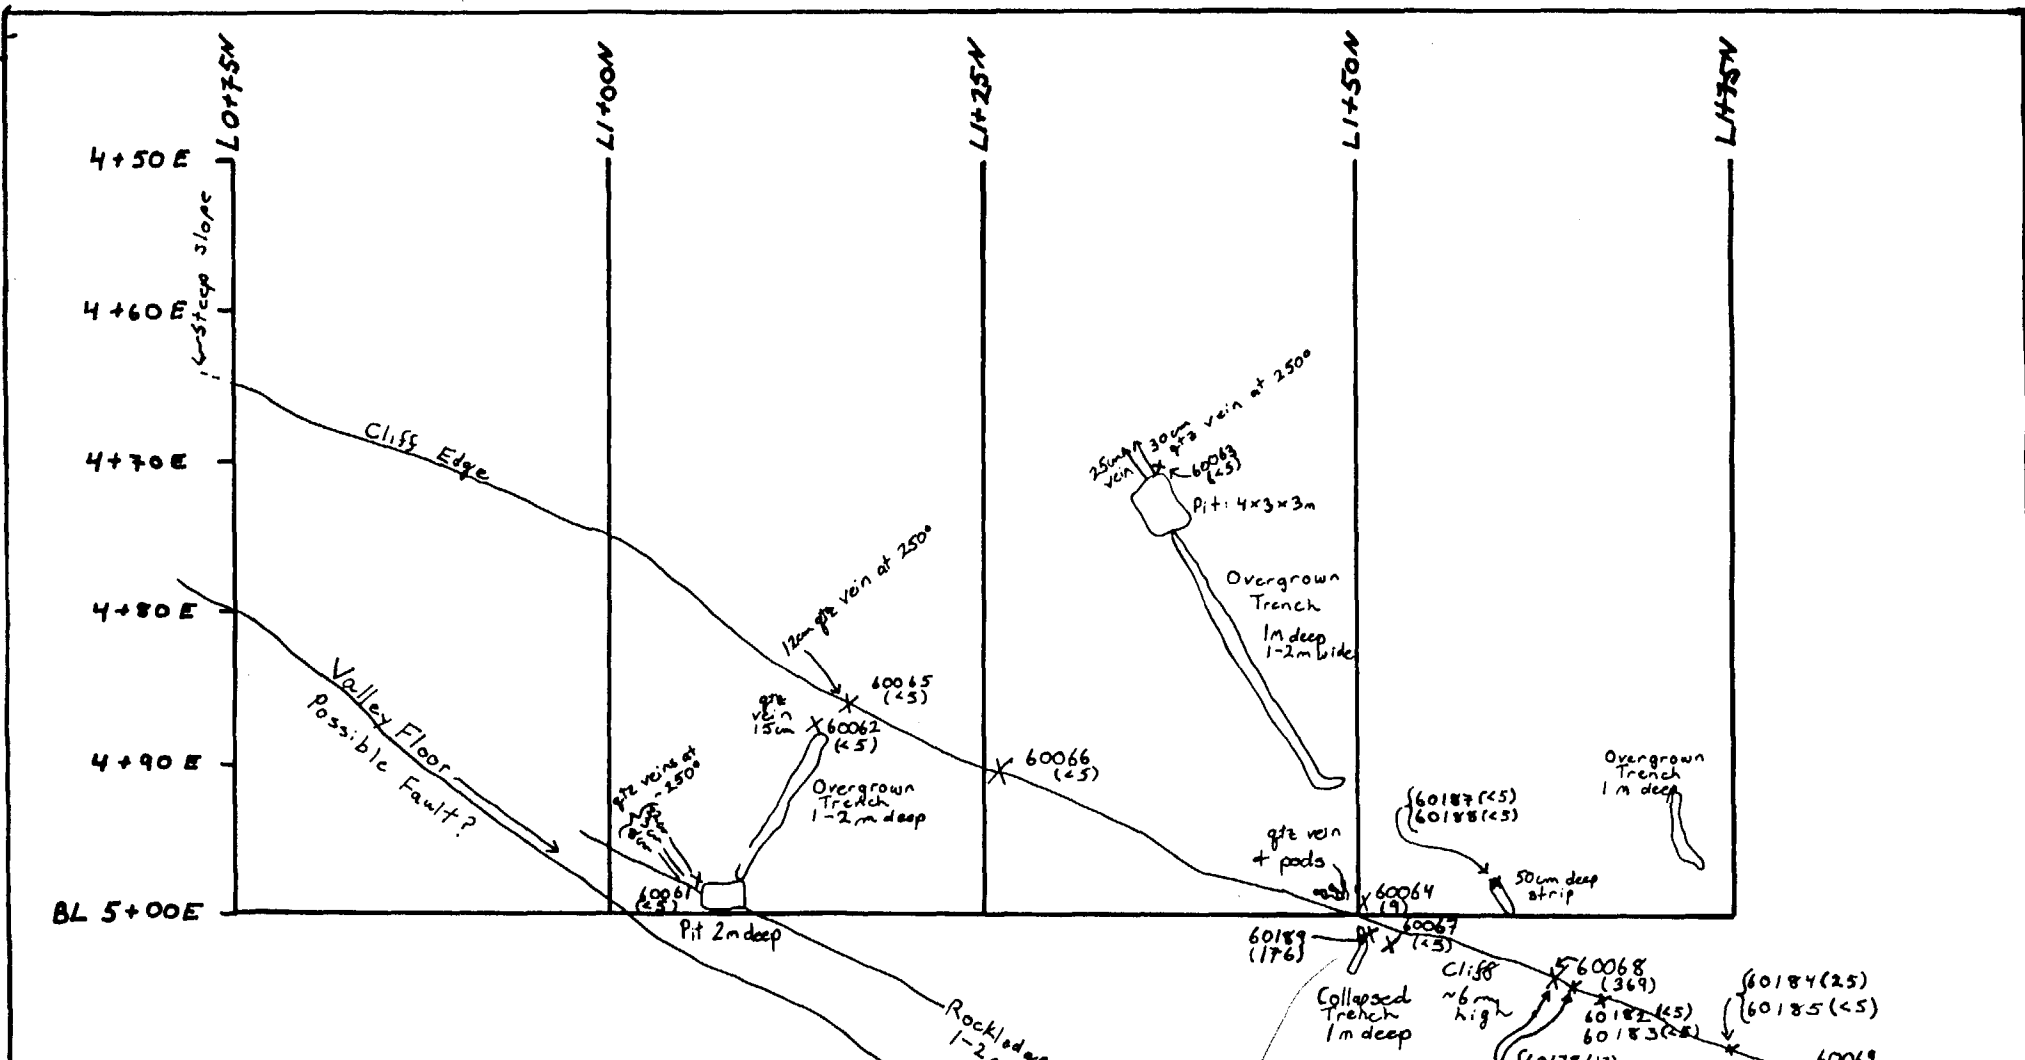 L0+75N
L1+00N
L1+25N
L1+50N
L1+75N
4+50E
4+60E
4+70E
4+80E
4+90E
BL 5+00E
steep slope
Cliff Edge
Valley Floor
Possible Fault?
12cm qtz vein at 250°
60065
(<5)
qtz
vein
15cm
60062
(<5)
qtz veins at
~250°
Overgrown
Trench
1-2m deep
60061
(<5)
Pit 2m deep
60066
(<5)
25cm
vein
30cm
qtz vein at 250°
60063
(<5)
Pit: 4x3x3m
Overgrown
Trench
1m deep
1-2m wide
qtz vein
+ pods
60064
(9)
60187(<5)
60188(<5)
50cm deep
strip
Overgrown
Trench
1m deep
60189
(176)
60067
(<5)
Collapsed
Trench
1m deep
Cliff
~6m
high
60068
(369)
60182(<5)
60183(<5)
60184(25)
60185(<5)
1-2
60069